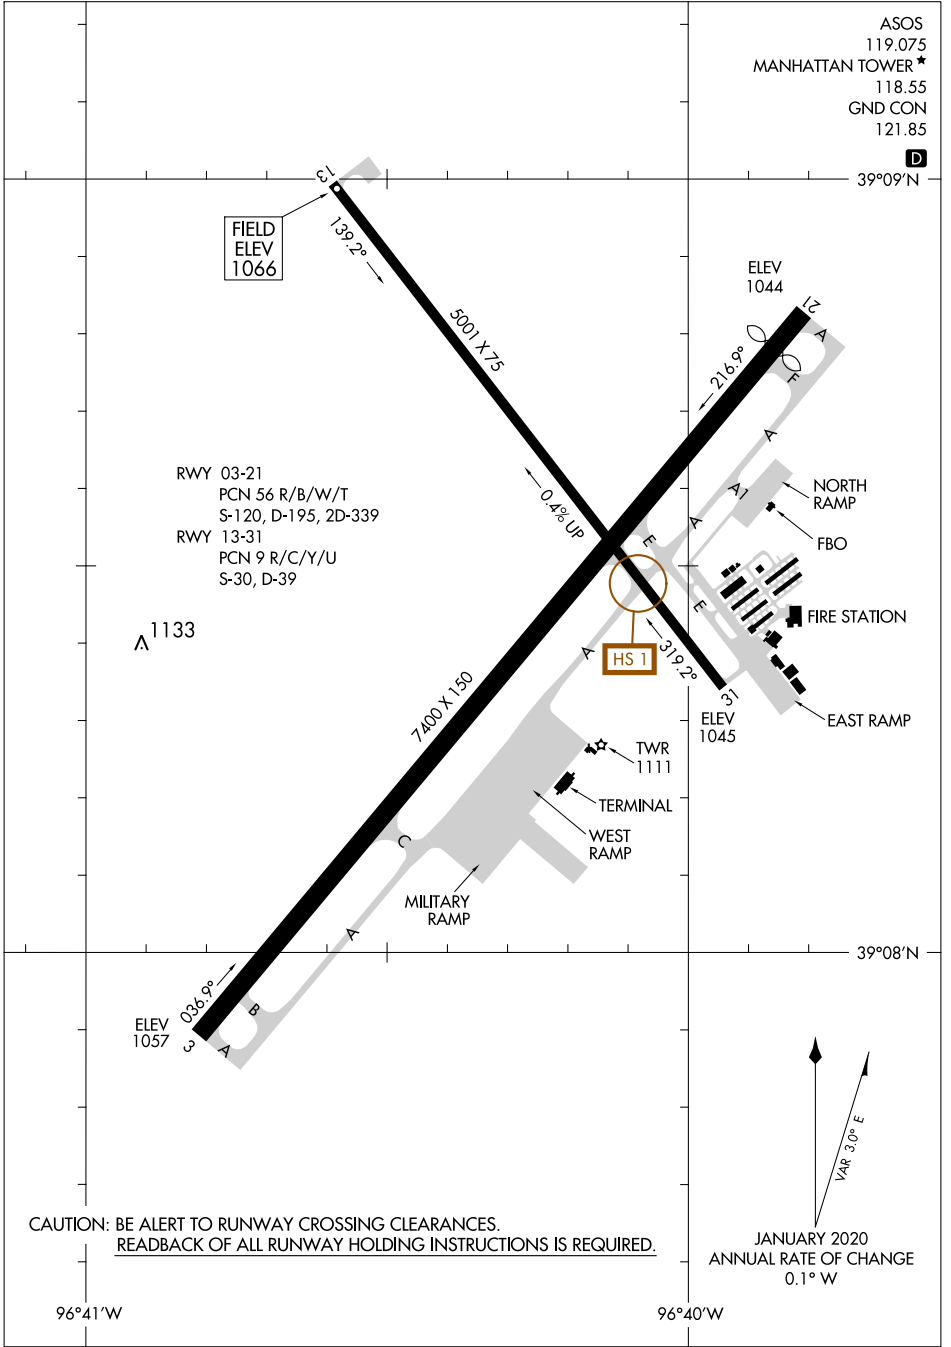 ASOS
119.075
MANHATTAN TOWER★
118.55
GND CON
121.85
D
39°09'N
13
FIELD
ELEV
1066
139.2°
ELEV
1044
21
A
5001 X 75
216.9°
F
A
RWY 03-21
PCN 56 R/B/W/T
S-120, D-195, 2D-339
RWY 13-31
PCN 9 R/C/Y/U
S-30, D-39
0.4% UP
A1
NORTH
RAMP
A
FBO
E
E
FIRE STATION
1133
A
HS 1
319.2°
31
ELEV
1045
EAST RAMP
7400 X 150
TWR
1111
TERMINAL
WEST
RAMP
C
MILITARY
RAMP
A
39°08'N
036.9°
B
ELEV
1057
3
A
VAR 3.0° E
CAUTION: BE ALERT TO RUNWAY CROSSING CLEARANCES.
READBACK OF ALL RUNWAY HOLDING INSTRUCTIONS IS REQUIRED.
JANUARY 2020
ANNUAL RATE OF CHANGE
0.1° W
96°41'W
96°40'W